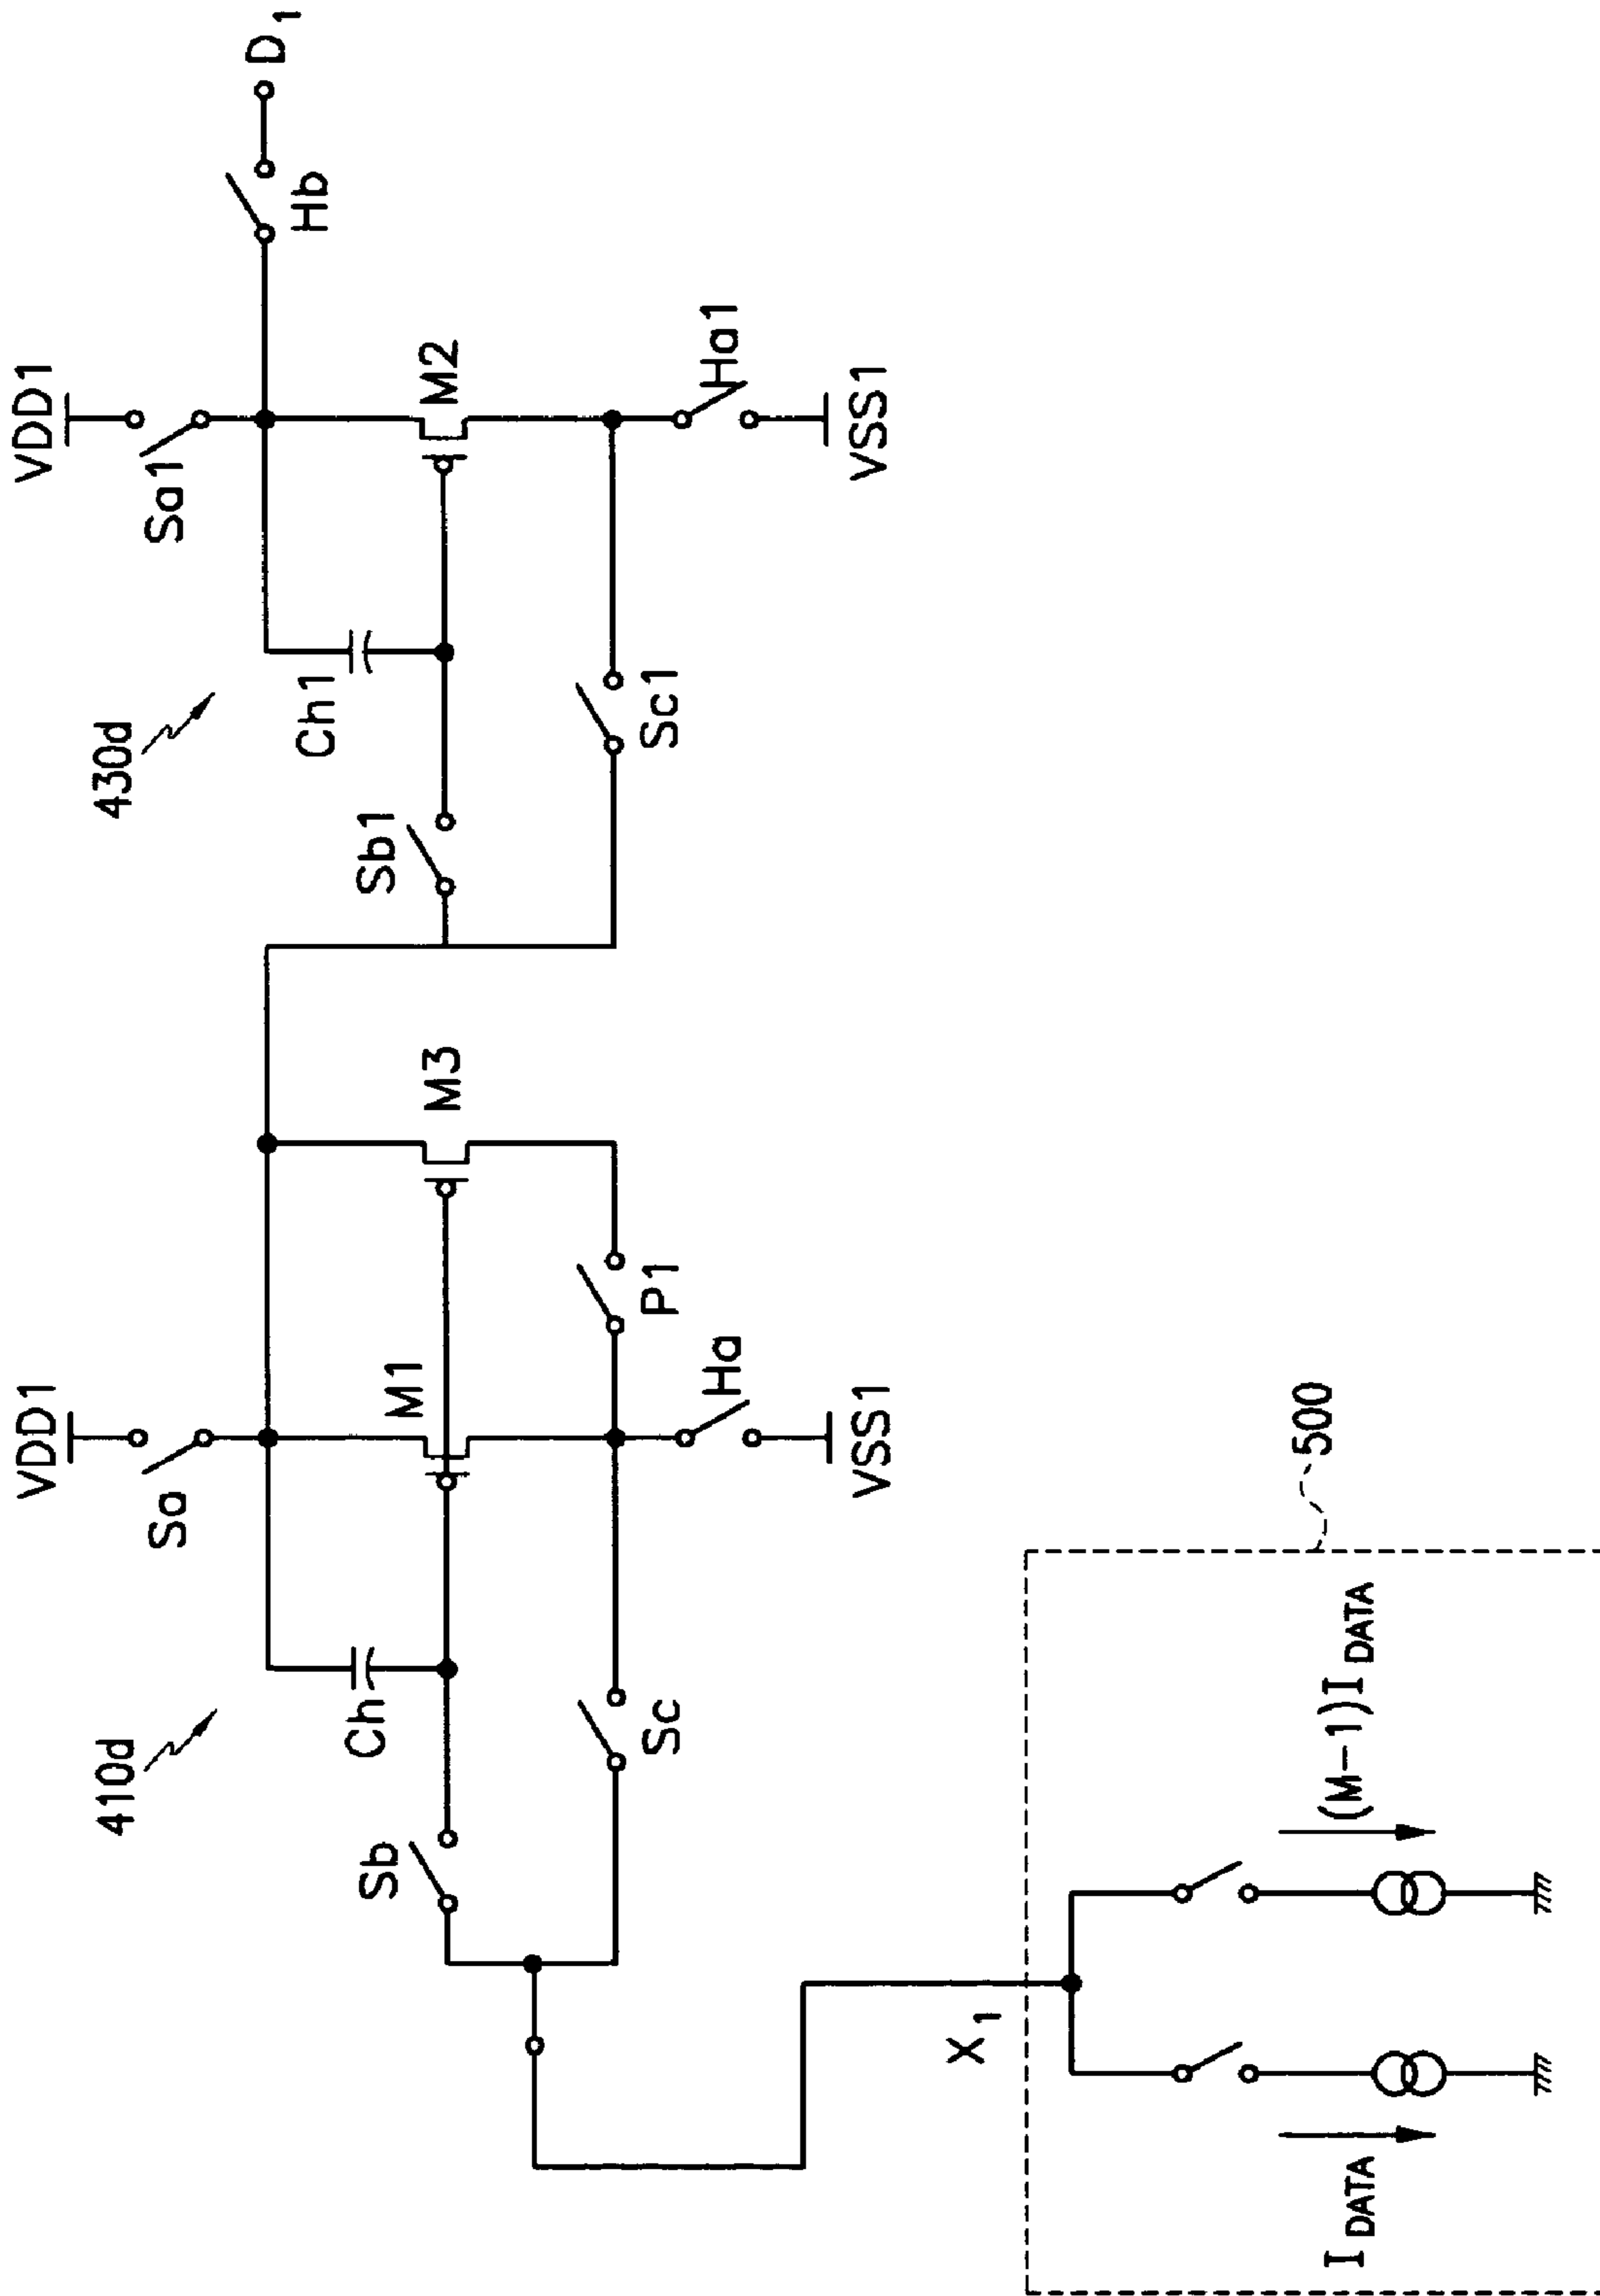 VDD1
VDD1
D1
Sa
Sa1
Hb
410d
430d
Ch
Ch1
M1
M3
M2
Sb
Sb1
Sc
P1
Sc1
Ha
Ha1
VSS1
VSS1
X1
500
IDATA
(M-1)IDATA